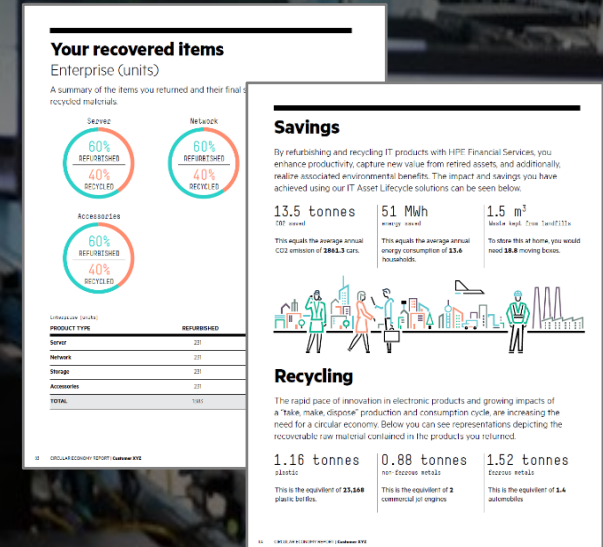 Your recovered items
Enterprise (units)
A summary of the items you returned and their final s
recycled materials.
Server
60%
REFURBISHED
40%
RECYCLED
Network
60%
REFURBISHED
40%
RECYCLED
Accessories
60%
REFURBISHED
40%
RECYCLED
(units)
PRODUCT TYPE REFURBISHED
Server 231
Network 231
Storage 231
Accessories 231
TOTAL
CIRCULAR ECONOMY REPORT | Customer XYZ
Savings
By refurbishing and recycling IT products with HPE Financial Services, you
enhance productivity, capture new value from retired assets, and additionally,
realize associated environmental benefits. The impact and savings you have
achieved using our IT Asset Lifecycle solutions can be seen below.
13.5 tonnes
CO2 saved
This equals the average annual
CO2 emission of 2861.3 cars.
51 MWh
energy saved
This equals the average annual
energy consumption of 13.6
households.
1.5 m³
Waste kept from landfills
To store this at home, you would
need 18.8 moving boxes.
Recycling
The rapid pace of innovation in electronic products and growing impacts of
a "take, make, dispose" production and consumption cycle, are increasing the
need for a circular economy. Below you can see representations depicting the
recoverable raw material contained in the products you returned.
1.16 tonnes
plastic
This is the equivilent of 23,168
plastic bottles.
0.88 tonnes
non-ferrous metals
This is the equivilent of 2
commercial jet engines
1.52 tonnes
ferrous metals
This is the equivilent of 1.4
automobiles
CIRCULAR ECONOMY REPORT | Customer XYZ